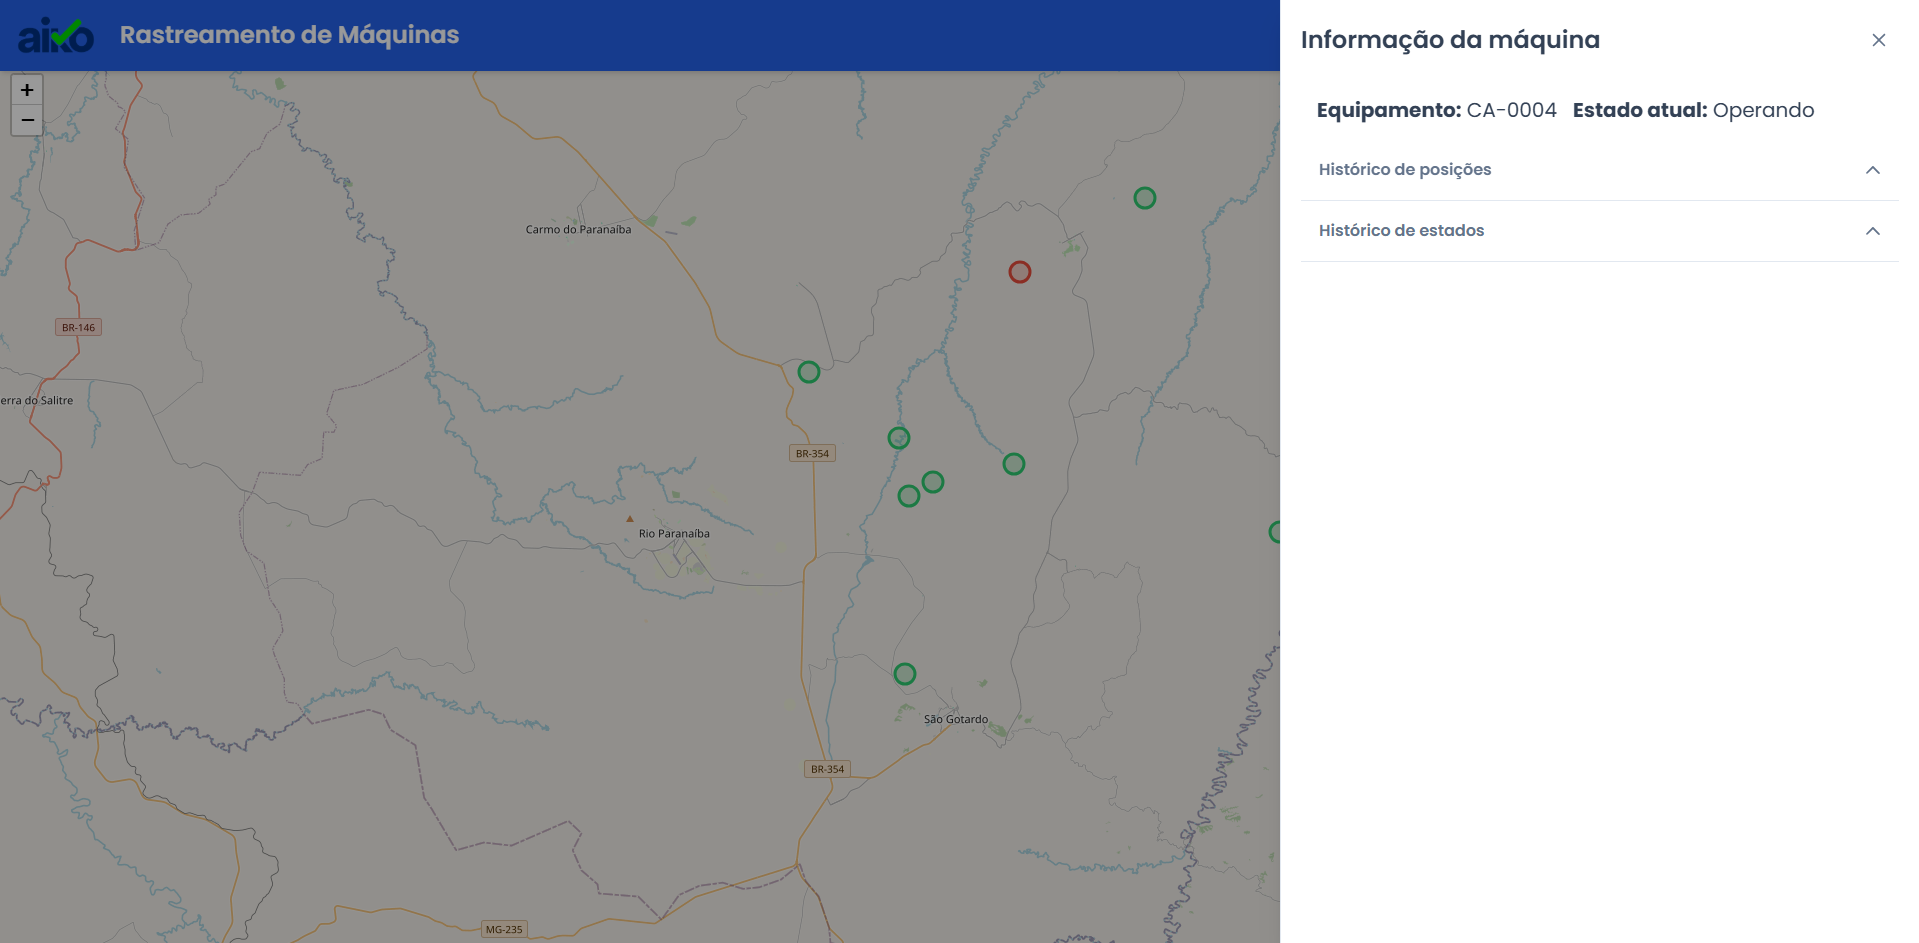 aiko
Rastreamento de Máquinas
+
−
Carmo do Paranaíba
BR-146
erra do Salitre
BR-354
Rio Paranaíba
São Gotardo
BR-354
MG-235
Informação da máquina
Equipamento: CA-0004 Estado atual: Operando
Histórico de posições
Histórico de estados